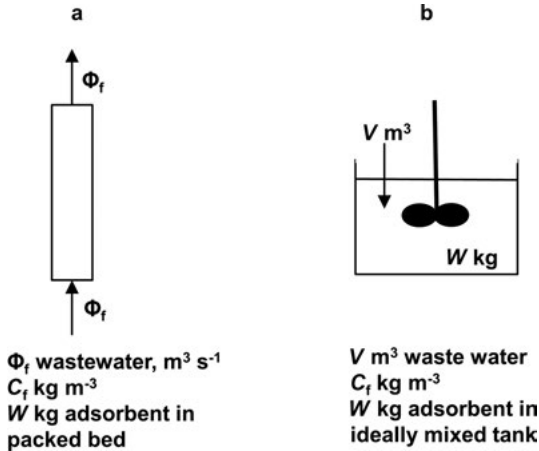 a
Φf
Φf
Φf wastewater, m³ s⁻¹
Cf kg m⁻³
W kg adsorbent in
packed bed
b
V m³
W kg
V m³ waste water
Cf kg m⁻³
W kg adsorbent in
ideally mixed tank